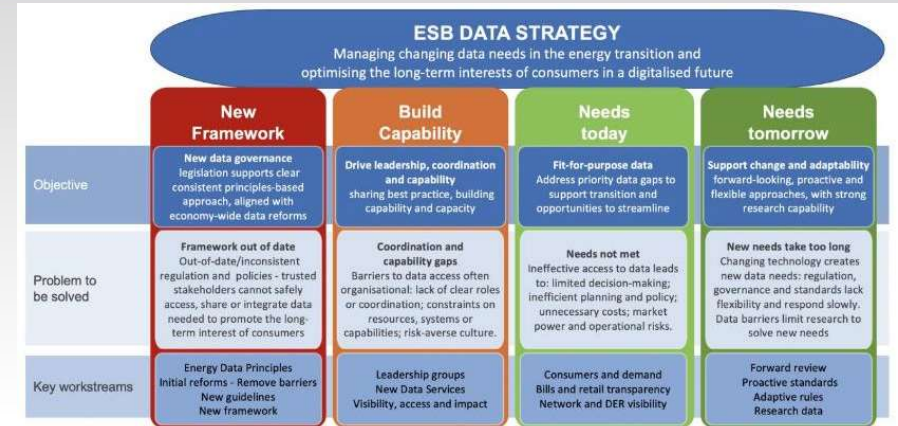 ESB DATA STRATEGY
Managing changing data needs in the energy transition and
optimising the long-term interests of consumers in a digitalised future
New
Framework
Build
Capability
Needs
today
Needs
tomorrow
Objective
New data governance
legislation supports clear
consistent principles-based
approach, aligned with
economy-wide data reforms
Drive leadership, coordination
and capability
sharing best practice, building
capability and capacity
Fit-for-purpose data
Address priority data gaps to
support transition and
opportunities to streamline
Support change and adaptability
forward-looking, proactive and
flexible approaches, with strong
research capability
Problem to
be solved
Framework out of date
Out-of-date/inconsistent
regulation and policies - trusted
stakeholders cannot safely
access, share or integrate data
needed to promote the long-
term interest of consumers
Coordination and
capability gaps
Barriers to data access often
organisational: lack of clear roles
or coordination; constraints on
resources, systems or
capabilities; risk-averse culture.
Needs not met
Ineffective access to data leads
to: limited decision-making;
inefficient planning and policy;
unnecessary costs; market
power and operational risks.
New needs take too long
Changing technology creates
new data needs: regulation,
governance and standards lack
flexibility and respond slowly.
Data barriers limit research to
solve new needs
Key workstreams
Energy Data Principles
Initial reforms - Remove barriers
New guidelines
New framework
Leadership groups
New Data Services
Visibility, access and impact
Consumers and demand
Bills and retail transparency
Network and DER visibility
Forward review
Proactive standards
Adaptive rules
Research data